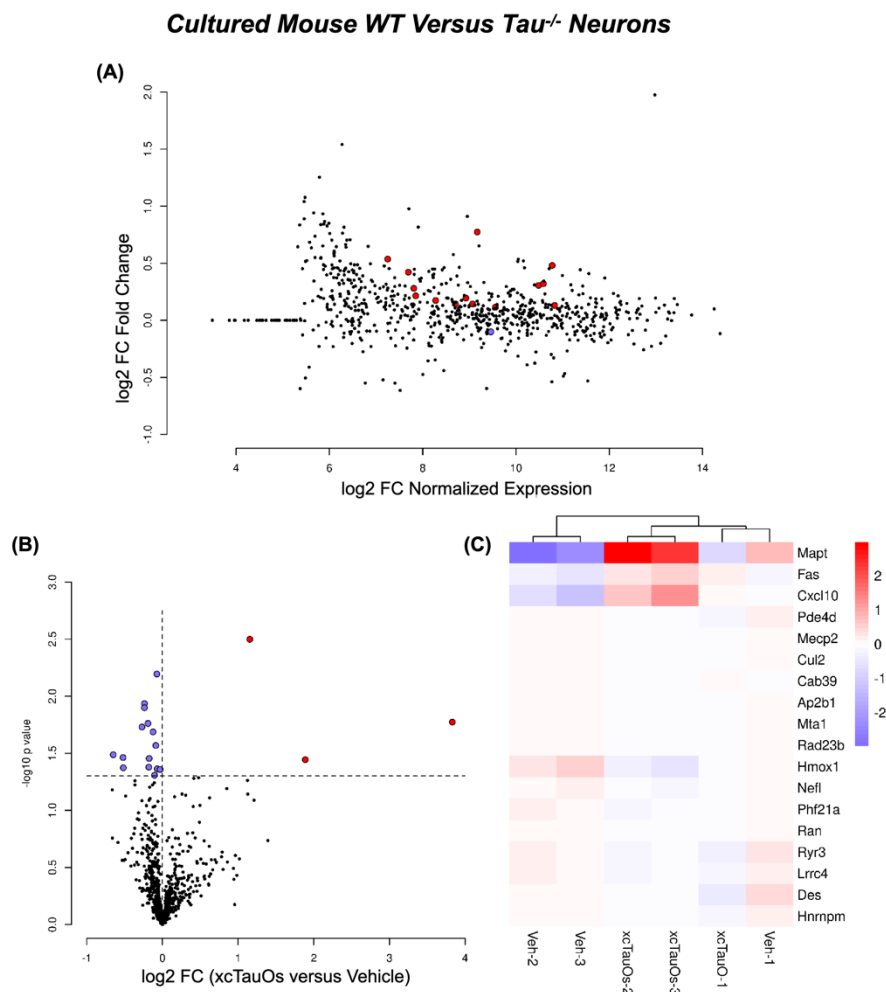 Cultured Mouse WT Versus Tau-/- Neurons
(A)
2.0
1.5
1.0
0.5
0.0
-0.5
-1.0
log2 FC Fold Change
4 6 8 10 12 14
log2 FC Normalized Expression
(B)
3.0
2.5
2.0
1.5
1.0
0.5
0.0
-log10 p value
-1 0 1 2 3 4
log2 FC (xcTauOs versus Vehicle)
(C)
Mapt
Fas
Cxcl10
Pde4d
Mecp2
Cul2
Cab39
Ap2b1
Mta1
Rad23b
Hmox1
Nefl
Phf21a
Ran
Ryr3
Lrrc4
Des
Hnrnpm
2
1
0
-1
-2
Veh-2
Veh-3
xcTauOs-2
xcTauOs-3
xcTauO-1
Veh-1